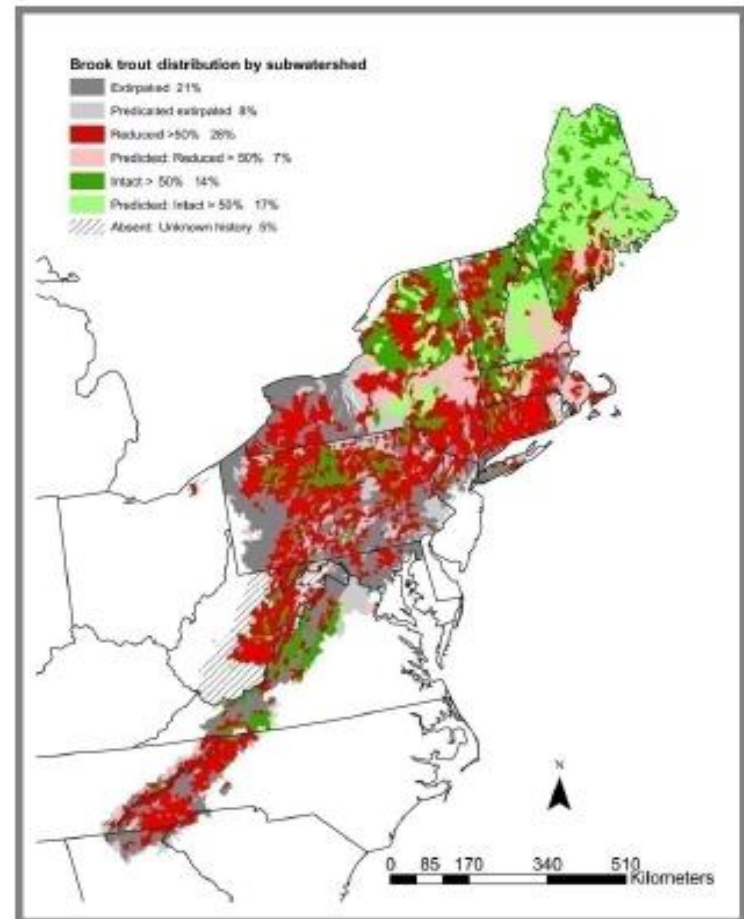 Brook trout distribution by subwatershed
Extirpated 21%
Predicated extirpated 8%
Reduced >50% 28%
Predicted: Reduced > 50% 7%
Intact > 50% 14%
Predicted: Intact > 50% 17%
Absent: Unknown history 5%
N
0 85 170 340 510
Kilometers